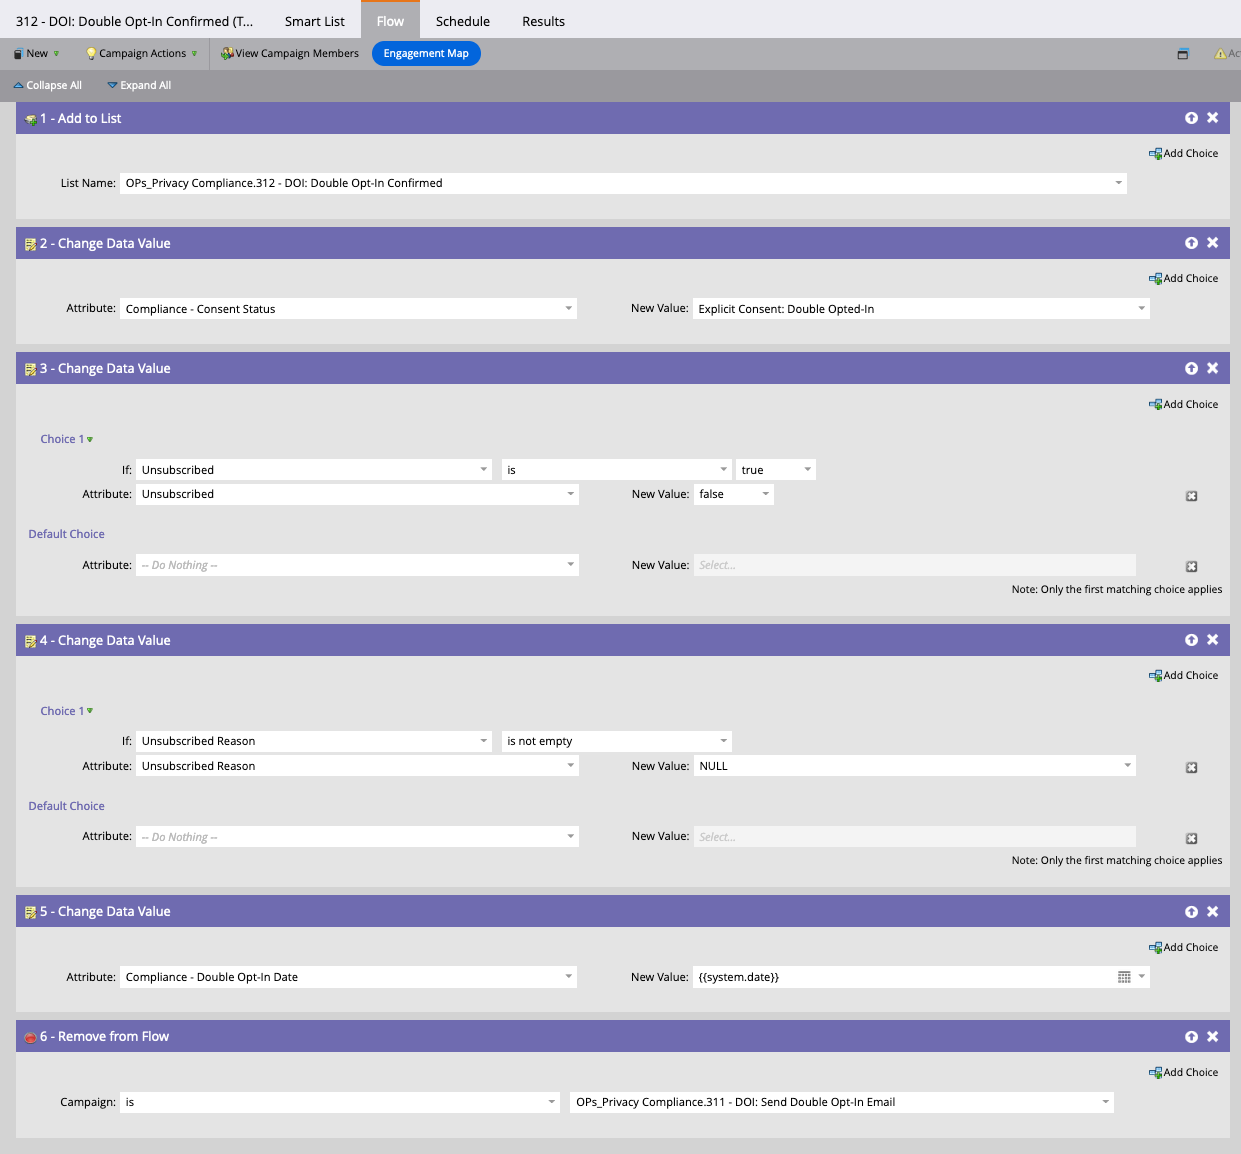 312 - DOI: Double Opt-In Confirmed (T... Smart List Flow Schedule Results
New Campaign Actions View Campaign Members Engagement Map Ac
Collapse All Expand All
1 - Add to List
Add Choice
List Name: OPs_Privacy Compliance.312 - DOI: Double Opt-In Confirmed
2 - Change Data Value
Add Choice
Attribute: Compliance - Consent Status New Value: Explicit Consent: Double Opted-In
3 - Change Data Value
Add Choice
Choice 1
If: Unsubscribed is true
Attribute: Unsubscribed New Value: false
Default Choice
Attribute: -- Do Nothing -- New Value: Select...
Note: Only the first matching choice applies
4 - Change Data Value
Add Choice
Choice 1
If: Unsubscribed Reason is not empty
Attribute: Unsubscribed Reason New Value: NULL
Default Choice
Attribute: -- Do Nothing -- New Value: Select...
Note: Only the first matching choice applies
5 - Change Data Value
Add Choice
Attribute: Compliance - Double Opt-In Date New Value: {{system.date}}
6 - Remove from Flow
Add Choice
Campaign: is OPs_Privacy Compliance.311 - DOI: Send Double Opt-In Email